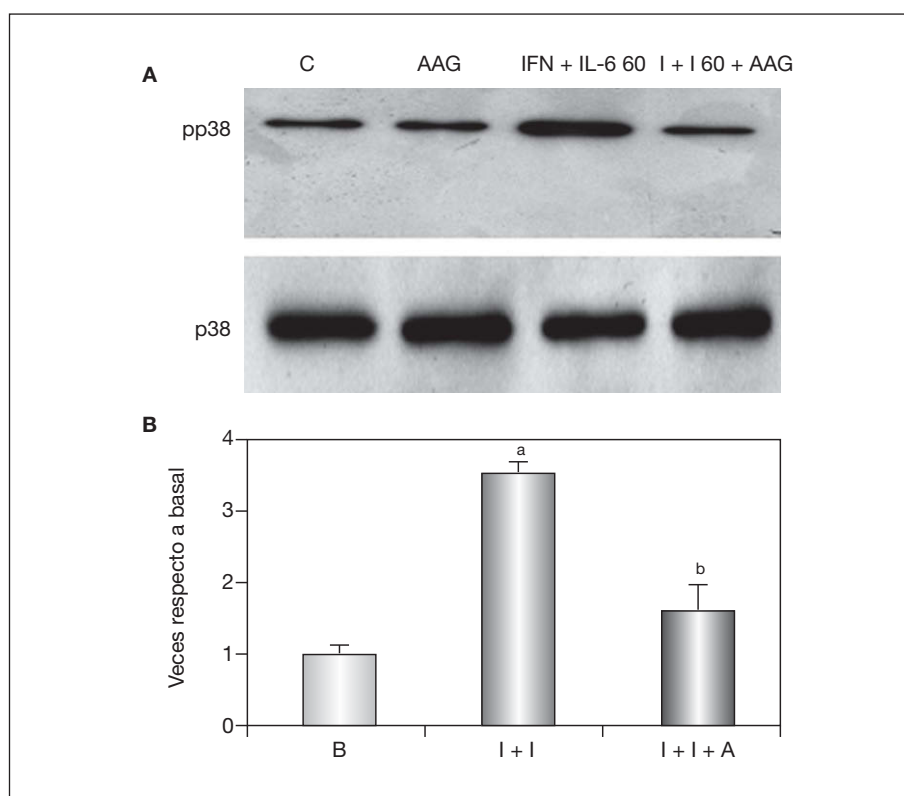 A
C AAG IFN + IL-6 60 I + I 60 + AAG
pp38
p38
B
Veces respecto a basal
4
3
2
1
0
a
b
B I + I I + I + A